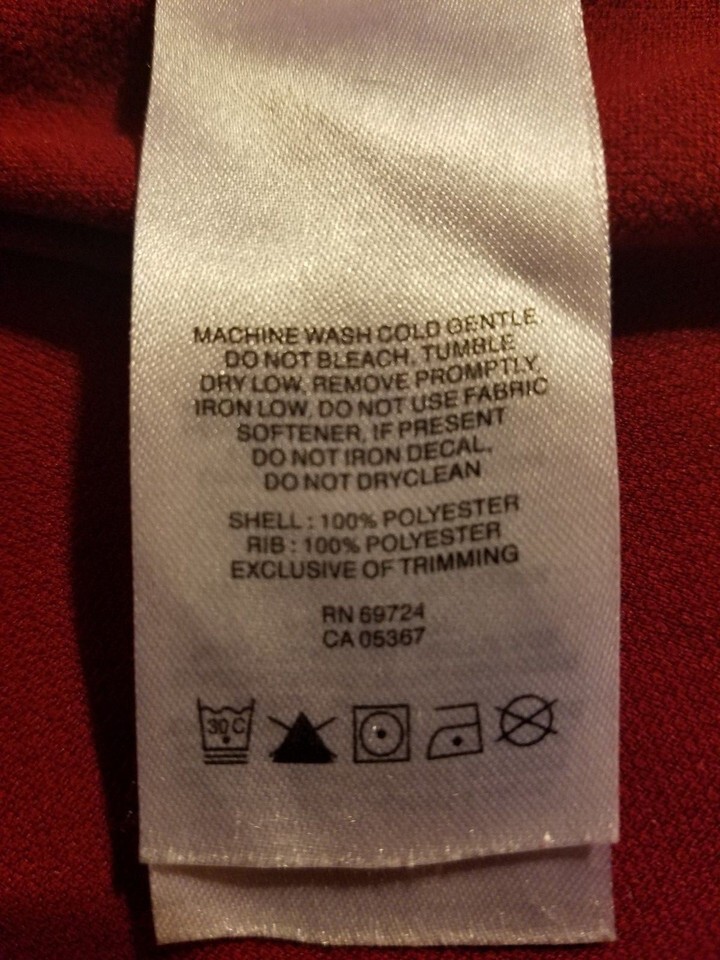 MACHINE WASH COLD GENTLE
DO NOT BLEACH, TUMBLE
DRY LOW, REMOVE PROMPTLY,
IRON LOW, DO NOT USE FABRIC
SOFTENER, IF PRESENT
DO NOT IRON DECAL,
DO NOT DRYCLEAN
SHELL : 100% POLYESTER
RIB : 100% POLYESTER
EXCLUSIVE OF TRIMMING
RN 69724
CA 05367
30 C